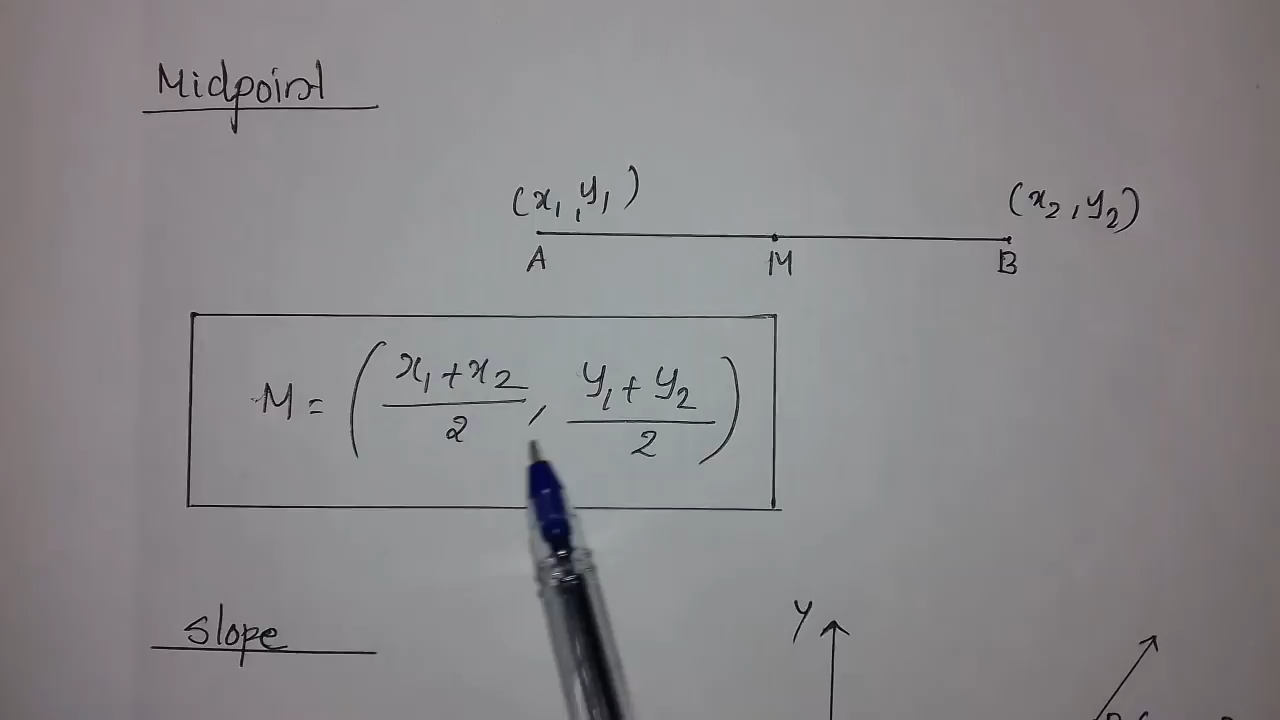 Midpoint
(x₁, y₁) (x₂, y₂)
A M B
M = ( (x₁ + x₂)/2 , (y₁ + y₂)/2 )
Slope
y